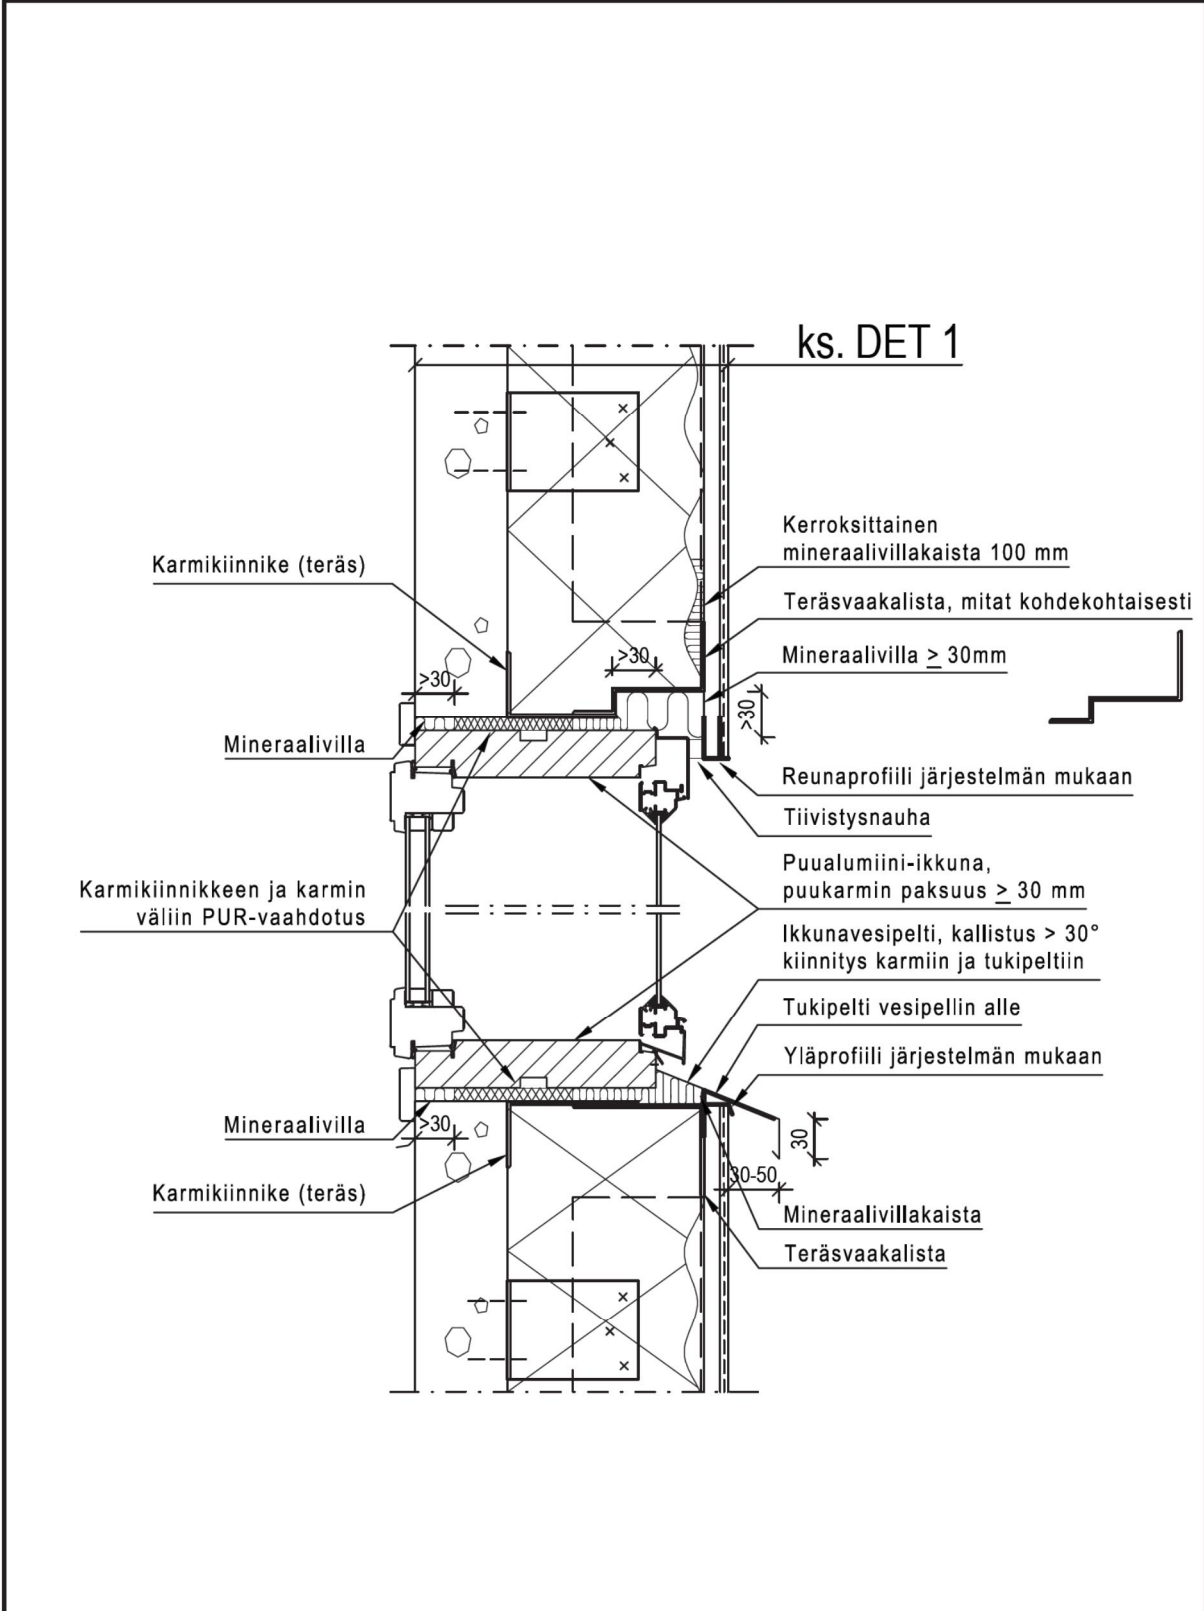 ks. DET 1
Kerroksittainen
mineraalivillakaista 100 mm
Karmikiinnike (teräs)
Teräsvaakalista, mitat kohdekohtaisesti
>30
Mineraalivilla ≥ 30mm
>30
>30
Mineraalivilla
Reunaprofiili järjestelmän mukaan
Tiivistysnauha
Puualumiini-ikkuna,
puukarmin paksuus ≥ 30 mm
Karmikiinnikkeen ja karmin
väliin PUR-vaahdotus
Ikkunavesipelti, kallistus > 30°
kiinnitys karmiin ja tukipeltiin
Tukipelti vesipellin alle
Yläprofiili järjestelmän mukaan
Mineraalivilla
>30
30
30-50
Karmikiinnike (teräs)
Mineraalivillakaista
Teräsvaakalista